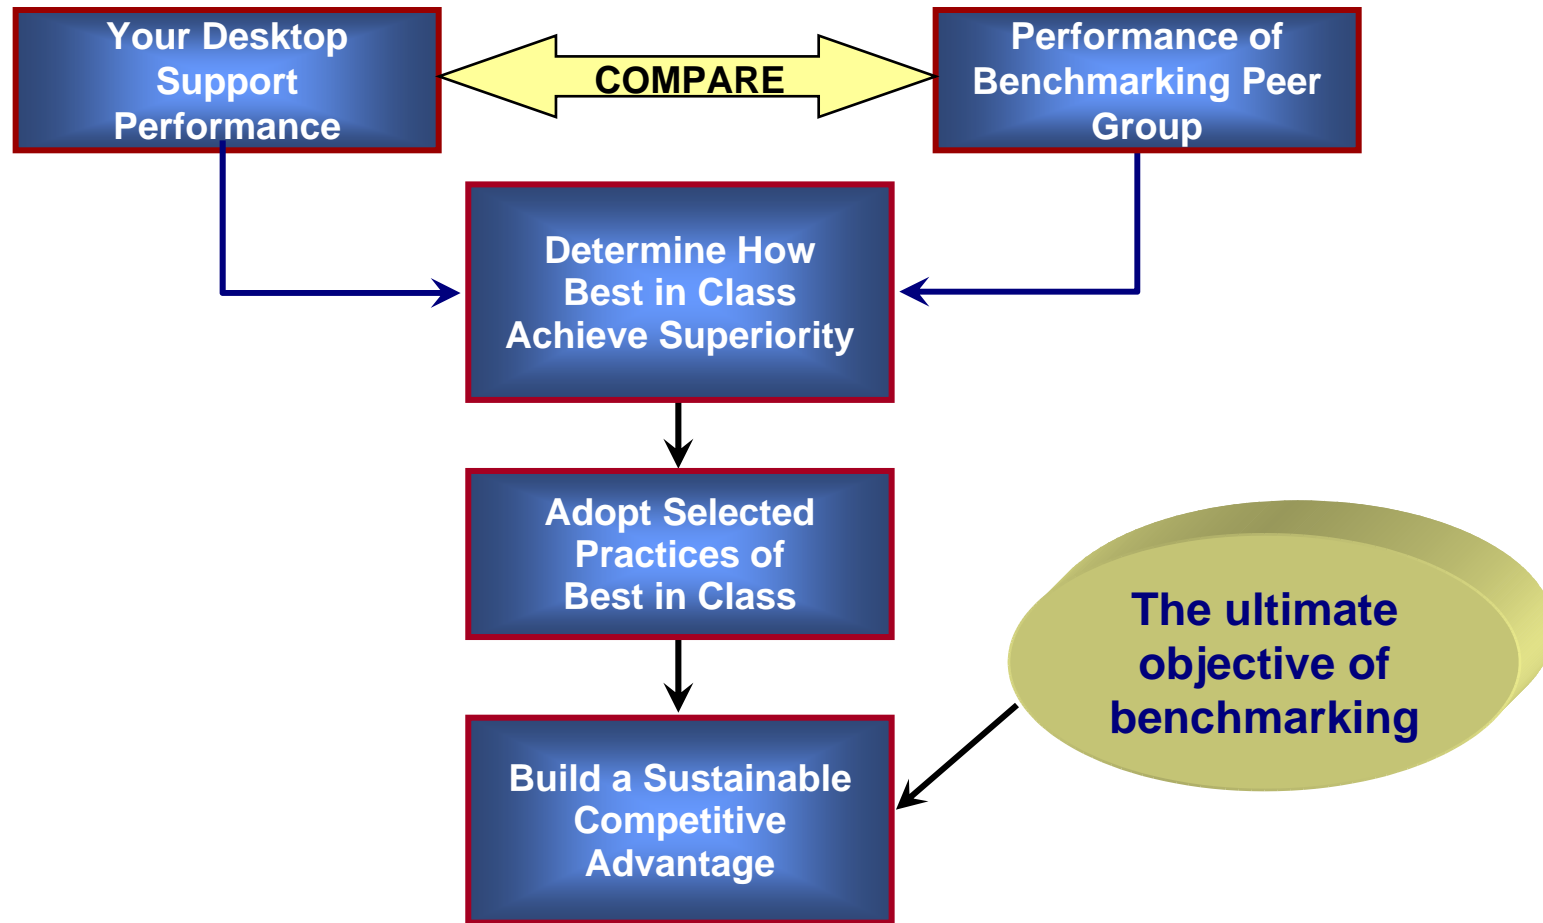 Your Desktop
Support
Performance
COMPARE
Performance of
Benchmarking Peer
Group
Determine How
Best in Class
Achieve Superiority
Adopt Selected
Practices of
Best in Class
The ultimate
objective of
benchmarking
Build a Sustainable
Competitive
Advantage